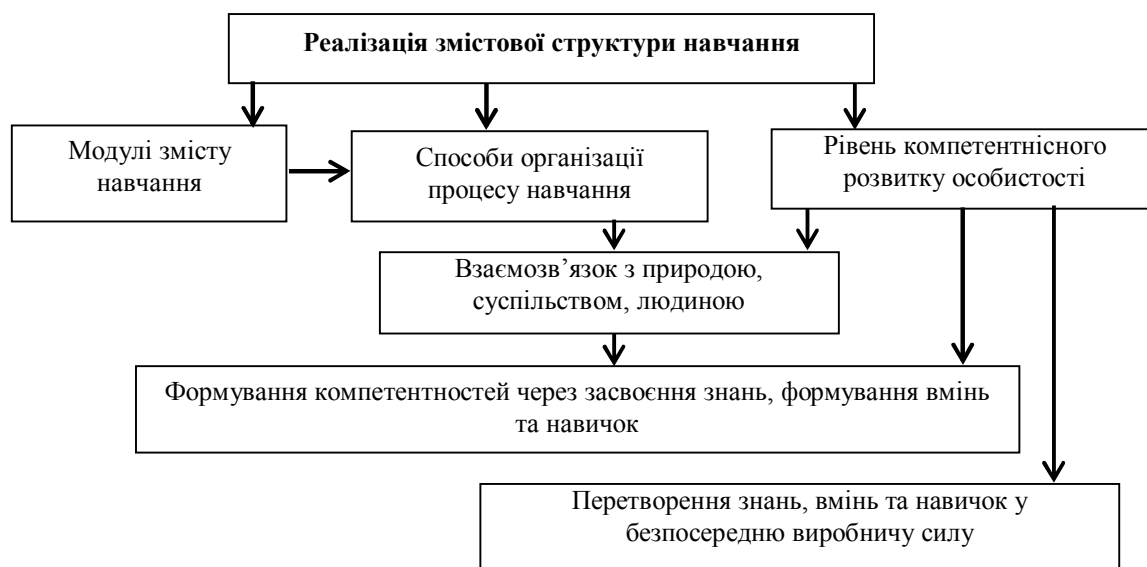 Реалізація змістової структури навчання
Модулі змісту
навчання
Способи організації
процесу навчання
Рівень компетентнісного
розвитку особистості
Взаємозв’язок з природою,
суспільством, людиною
Формування компетентностей через засвоєння знань, формування вмінь
та навичок
Перетворення знань, вмінь та навичок у
безпосередню виробничу силу